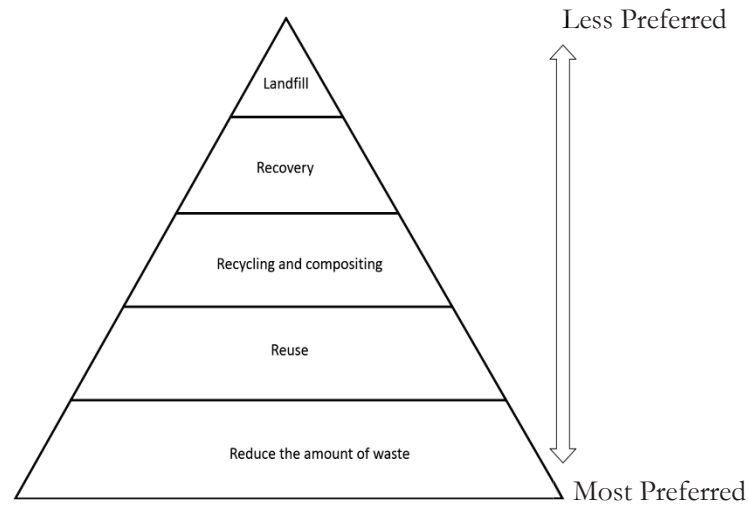 Less Preferred
Landfill
Recovery
Recycling and compositing
Reuse
Reduce the amount of waste
Most Preferred